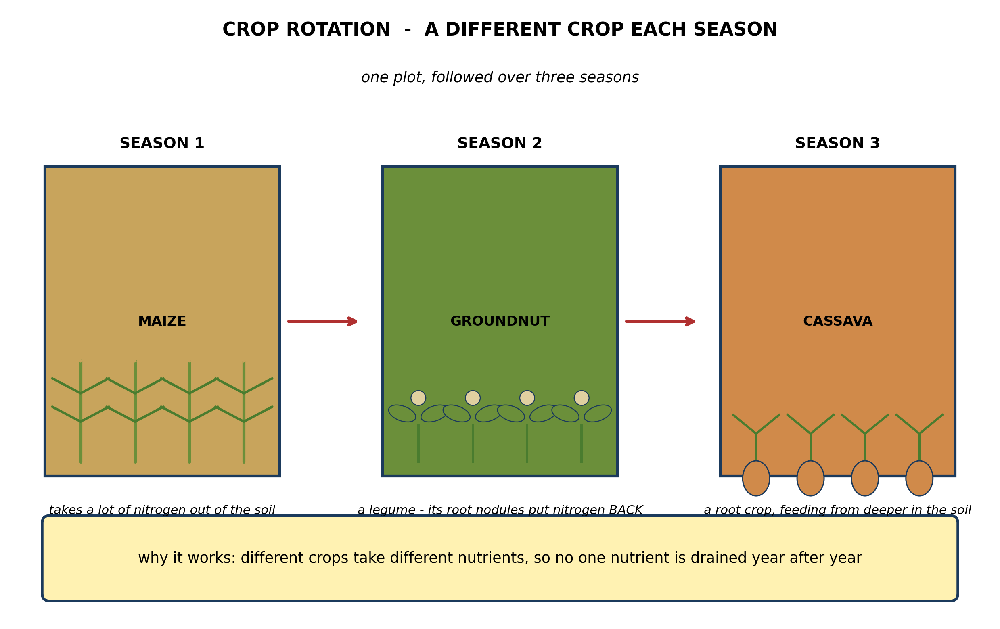 CROP ROTATION - A DIFFERENT CROP EACH SEASON
one plot, followed over three seasons
SEASON 1
SEASON 2
SEASON 3
MAIZE
GROUNDNUT
CASSAVA
takes a lot of nitrogen out of the soil
a legume - its root nodules put nitrogen BACK
a root crop, feeding from deeper in the soil
why it works: different crops take different nutrients, so no one nutrient is drained year after year